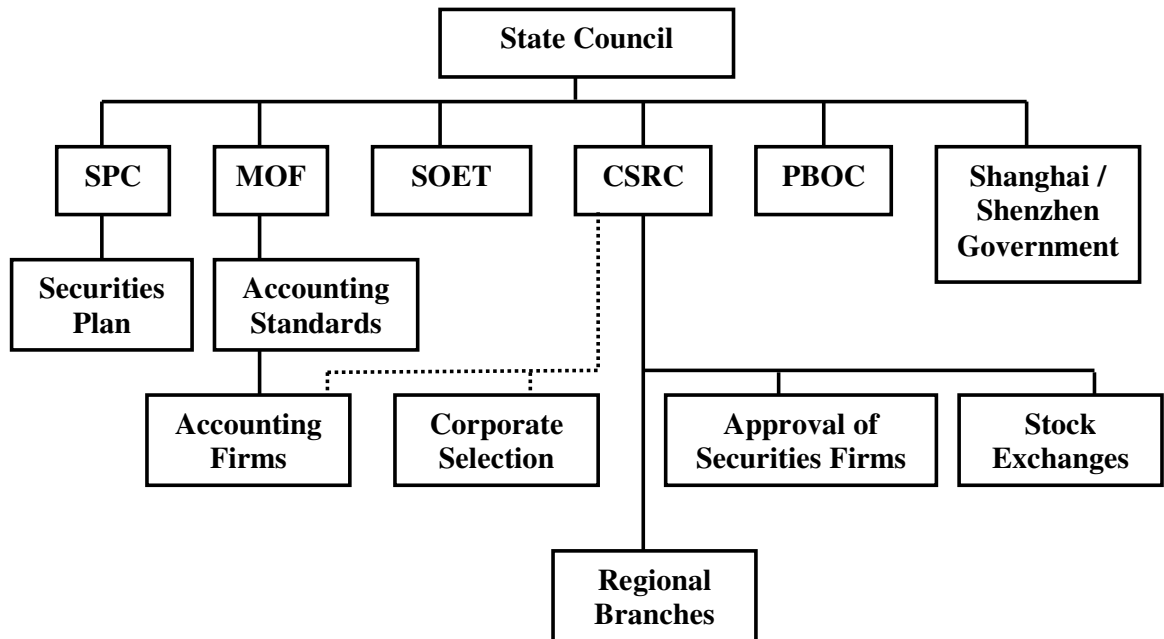 State Council
SPC
MOF
SOET
CSRC
PBOC
Shanghai /
Shenzhen
Government
Securities
Plan
Accounting
Standards
Accounting
Firms
Corporate
Selection
Approval of
Securities Firms
Stock
Exchanges
Regional
Branches